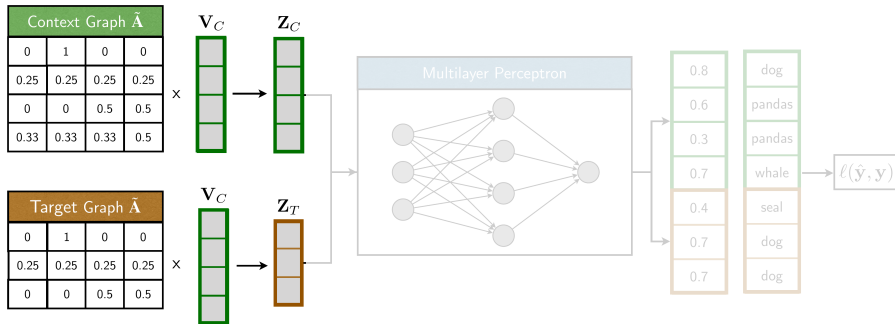 Context Graph Ã
0 1 0 0
0.25 0.25 0.25 0.25
0 0 0.5 0.5
0.33 0.33 0.33 0.5
x
V_C
Z_C
Target Graph Ã
0 1 0 0
0.25 0.25 0.25 0.25
0 0 0.5 0.5
x
V_C
Z_T
Multilayer Perceptron
0.8 dog
0.6 pandas
0.3 pandas
0.7 whale
0.4 seal
0.7 dog
0.7 dog
ℓ(ŷ, y)